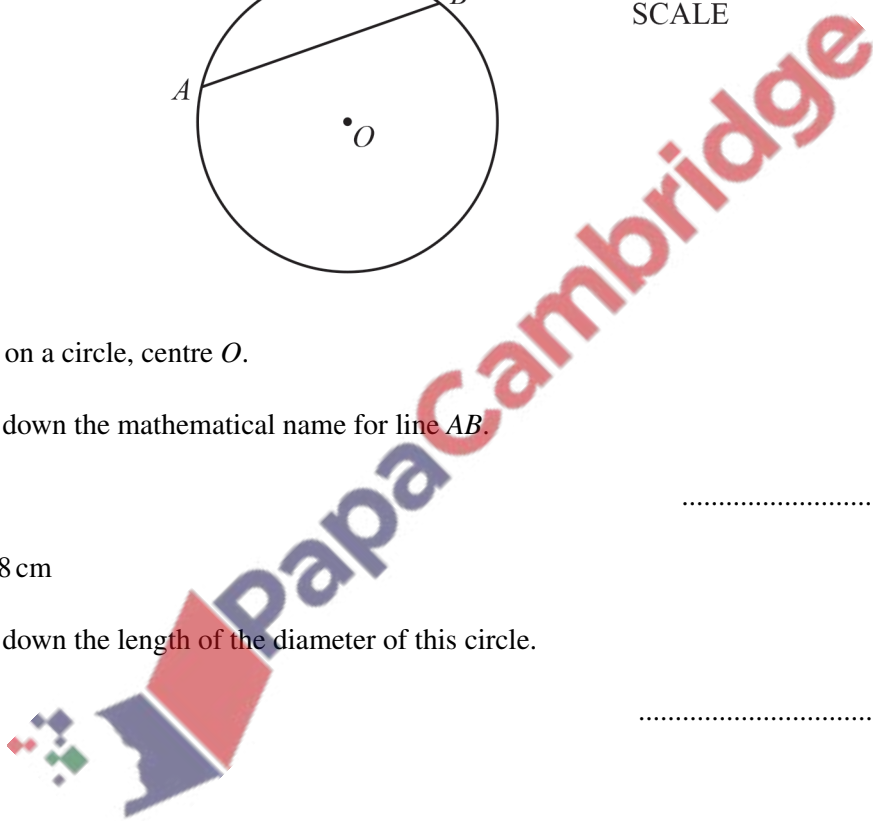 SCALE
A
O
on a circle, centre O.
down the mathematical name for line AB.
..........................
8 cm
down the length of the diameter of this circle.
................................
PapaCambridge